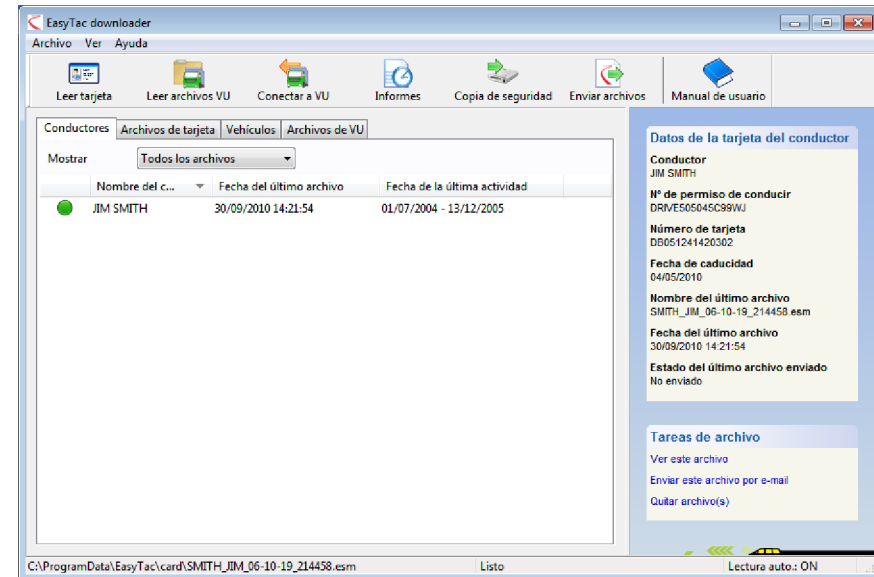 EasyTac downloader
Archivo Ver Ayuda
Leer tarjeta Leer archivos VU Conectar a VU Informes Copia de seguridad Enviar archivos Manual de usuario
Conductores Archivos de tarjeta Vehículos Archivos de VU
Mostrar Todos los archivos
Nombre del c... Fecha del último archivo Fecha de la última actividad
JIM SMITH 30/09/2010 14:21:54 01/07/2004 - 13/12/2005
Datos de la tarjeta del conductor
Conductor
JIM SMITH
Nº de permiso de conducir
DRIVE505045C99WJ
Número de tarjeta
DB051241420302
Fecha de caducidad
04/05/2010
Nombre del último archivo
SMITH_JIM_06-10-19_214458.esm
Fecha del último archivo
30/09/2010 14:21:54
Estado del último archivo enviado
No enviado
Tareas de archivo
Ver este archivo
Enviar este archivo por e-mail
Quitar archivo(s)
C:\ProgramData\EasyTac\card\SMITH_JIM_06-10-19_214458.esm Listo Lectura auto.: ON